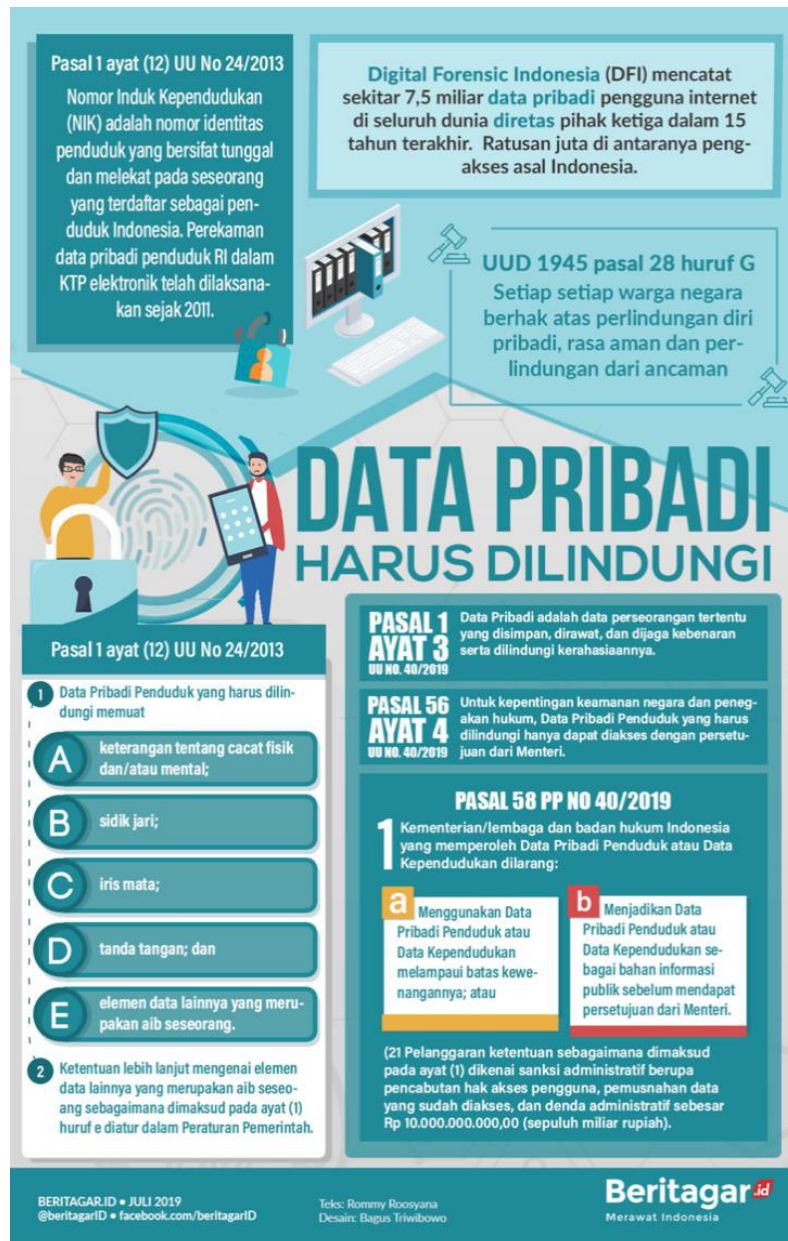 Pasal 1 ayat (12) UU No 24/2013
Nomor Induk Kependudukan
(NIK) adalah nomor identitas
penduduk yang bersifat tunggal
dan melekat pada seseorang
yang terdaftar sebagai pen-
duduk Indonesia. Perekaman
data pribadi penduduk RI dalam
KTP elektronik telah dilaksana-
kan sejak 2011.
Digital Forensic Indonesia (DFI) mencatat
sekitar 7,5 miliar data pribadi pengguna internet
di seluruh dunia diretas pihak ketiga dalam 15
tahun terakhir. Ratusan juta di antaranya peng-
akses asal Indonesia.
UUD 1945 pasal 28 huruf G
Setiap setiap warga negara
berhak atas perlindungan diri
pribadi, rasa aman dan per-
lindungan dari ancaman
DATA PRIBADI
HARUS DILINDUNGI
Pasal 1 ayat (12) UU No 24/2013
1 Data Pribadi Penduduk yang harus dilin-
dungi memuat
A keterangan tentang cacat fisik
dan/atau mental;
B sidik jari;
C iris mata;
D tanda tangan; dan
E elemen data lainnya yang meru-
pakan aib seseorang.
2 Ketentuan lebih lanjut mengenai elemen
data lainnya yang merupakan aib seseo-
ang sebagaimana dimaksud pada ayat (1)
huruf e diatur dalam Peraturan Pemerintah.
PASAL 1
AYAT 3
UU NO. 40/2019
Data Pribadi adalah data perseorangan tertentu
yang disimpan, dirawat, dan dijaga kebenaran
serta dilindungi kerahasiaannya.
PASAL 56
AYAT 4
UU NO. 40/2019
Untuk kepentingan keamanan negara dan peneg-
akan hukum, Data Pribadi Penduduk yang harus
dilindungi hanya dapat diakses dengan persetu-
juan dari Menteri.
PASAL 58 PP NO 40/2019
1 Kementerian/lembaga dan badan hukum Indonesia
yang memperoleh Data Pribadi Penduduk atau Data
Kependudukan dilarang:
a Menggunakan Data
Pribadi Penduduk atau
Data Kependudukan
melampaui batas kewe-
nangannya; atau
b Menjadikan Data
Pribadi Penduduk atau
Data Kependudukan se-
bagai bahan informasi
publik sebelum mendapat
persetujuan dari Menteri.
(21 Pelanggaran ketentuan sebagaimana dimaksud
pada ayat (1) dikenai sanksi administratif berupa
pencabutan hak akses pengguna, pemusnahan data
yang sudah diakses, dan denda administratif sebesar
Rp 10.000.000.000,00 (sepuluh miliar rupiah).
BERITAGAR.ID • JULI 2019
@beritagarID • facebook.com/beritagarID
Teks: Rommy Roosyana
Desain: Bagus Triwibowo
Beritagar.id
Merawat Indonesia